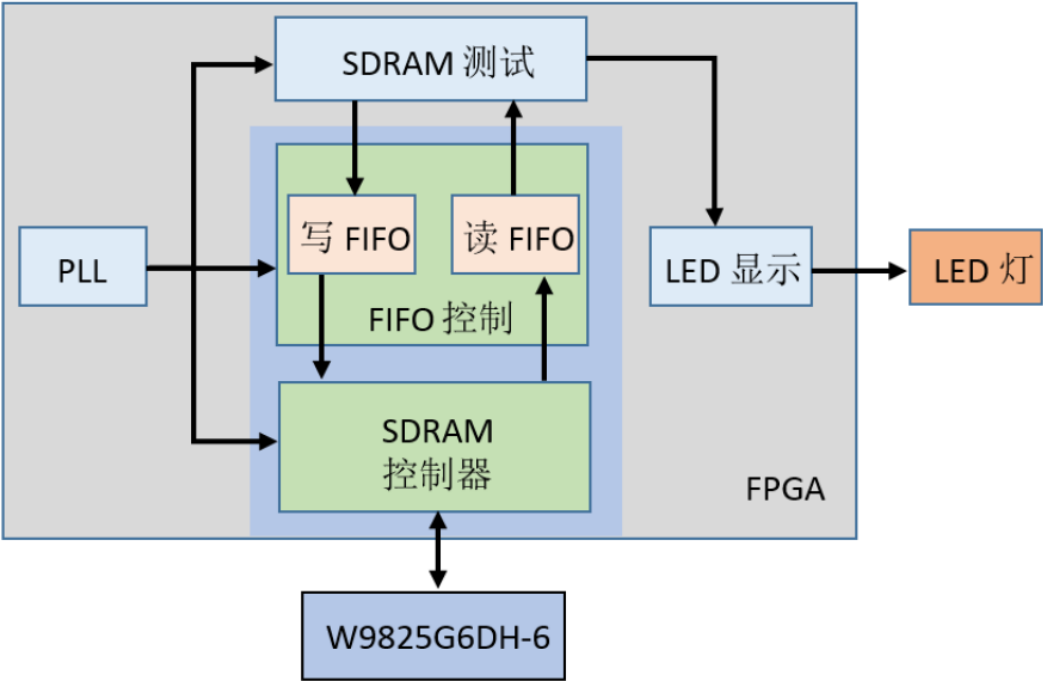 SDRAM 测试
写 FIFO
读 FIFO
PLL
LED 显示
LED 灯
FIFO 控制
SDRAM
控制器
FPGA
W9825G6DH-6